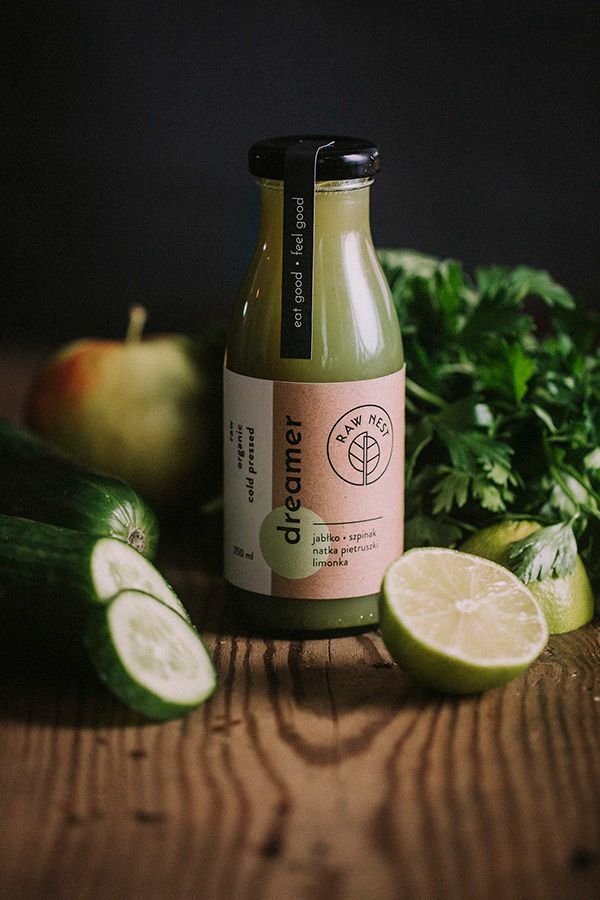 eat good • feel good
raw
organic
cold pressed
dreamer
RAW NEST
jabłko • szpinak
natka pietruszki
limonka
250 ml